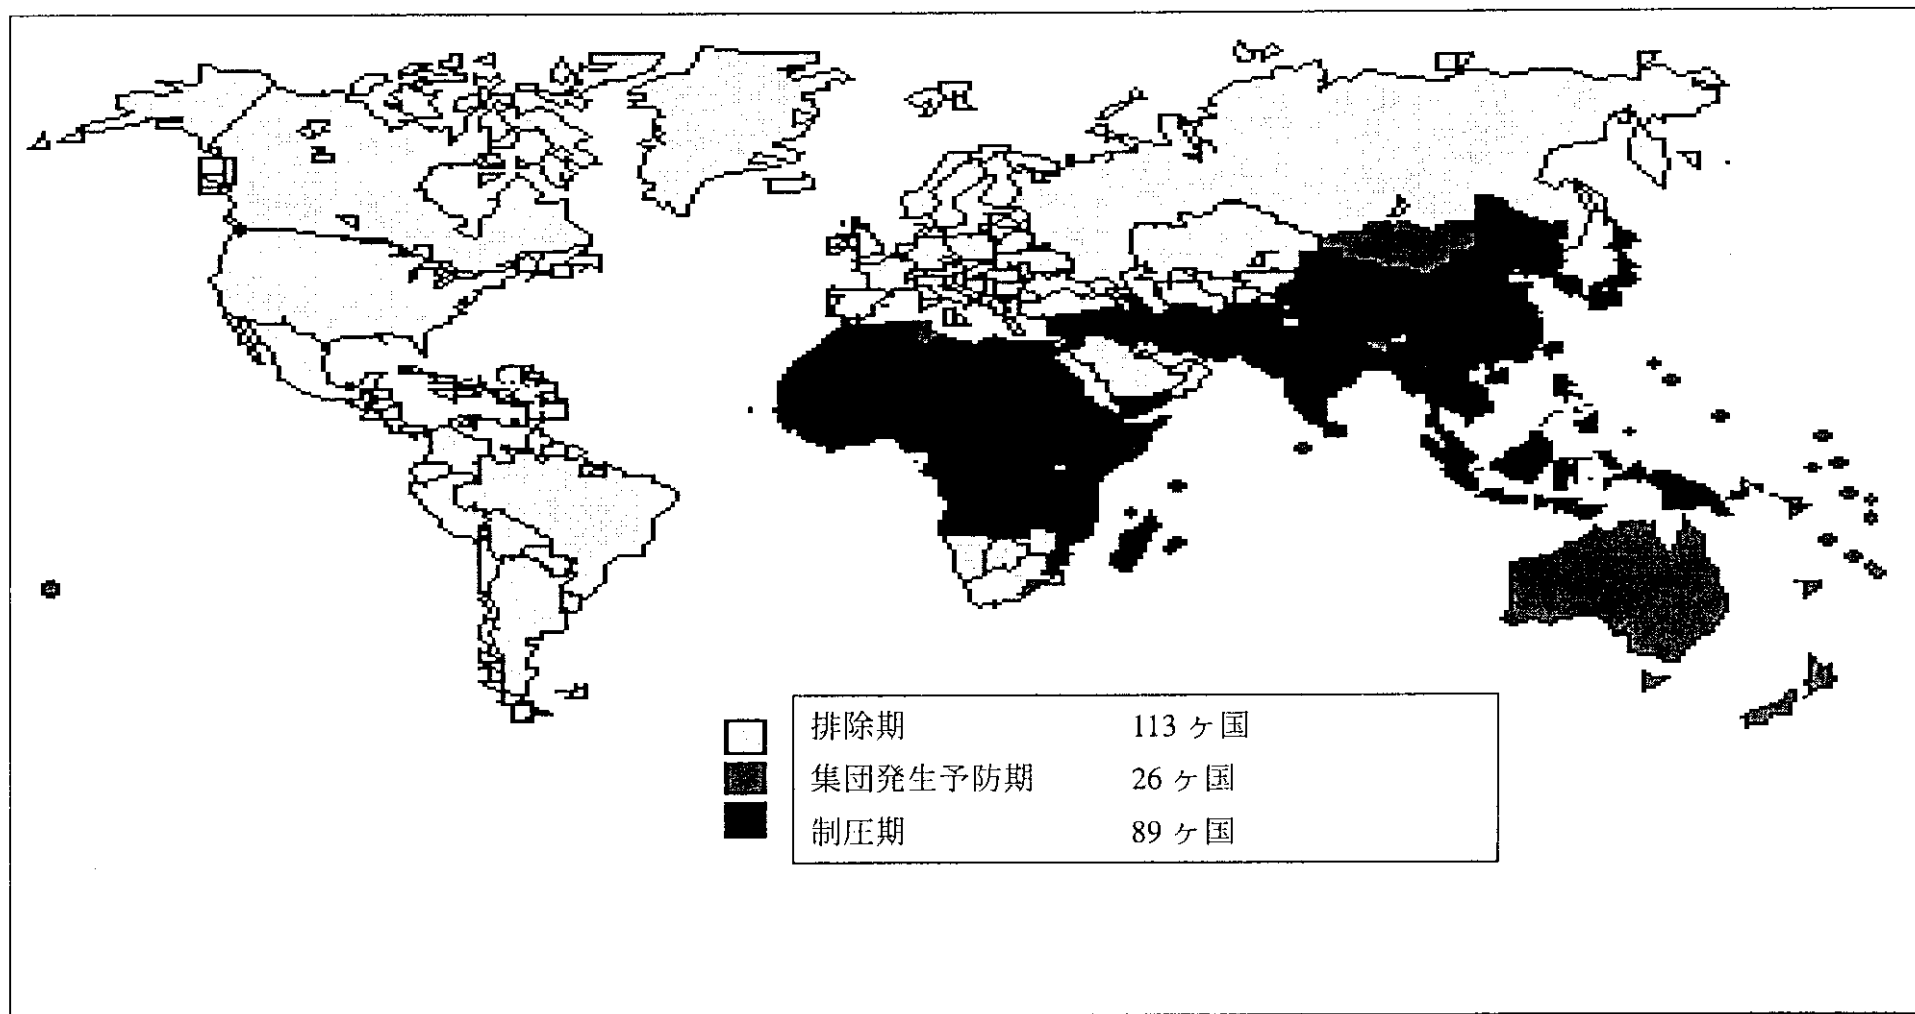 排除期 113 ヶ国
集団発生予防期 26 ヶ国
制圧期 89 ヶ国